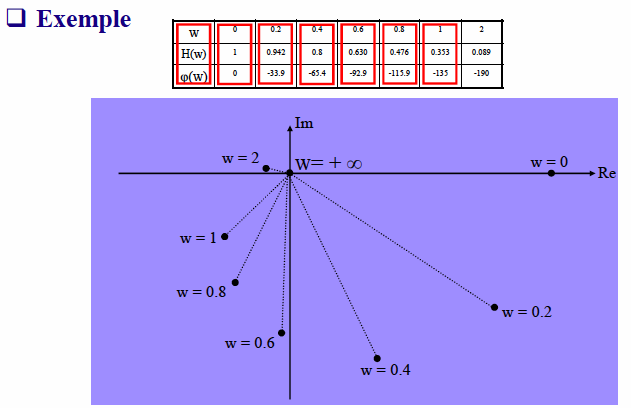 ❑ Exemple
w 0 0.2 0.4 0.6 0.8 1 2
H(w) 1 0.942 0.8 0.630 0.476 0.353 0.089
φ(w) 0 -33.9 -65.4 -92.9 -115.9 -135 -190
Im
w = 2
W= + ∞
w = 0
Re
w = 1
w = 0.8
w = 0.2
w = 0.6
w = 0.4